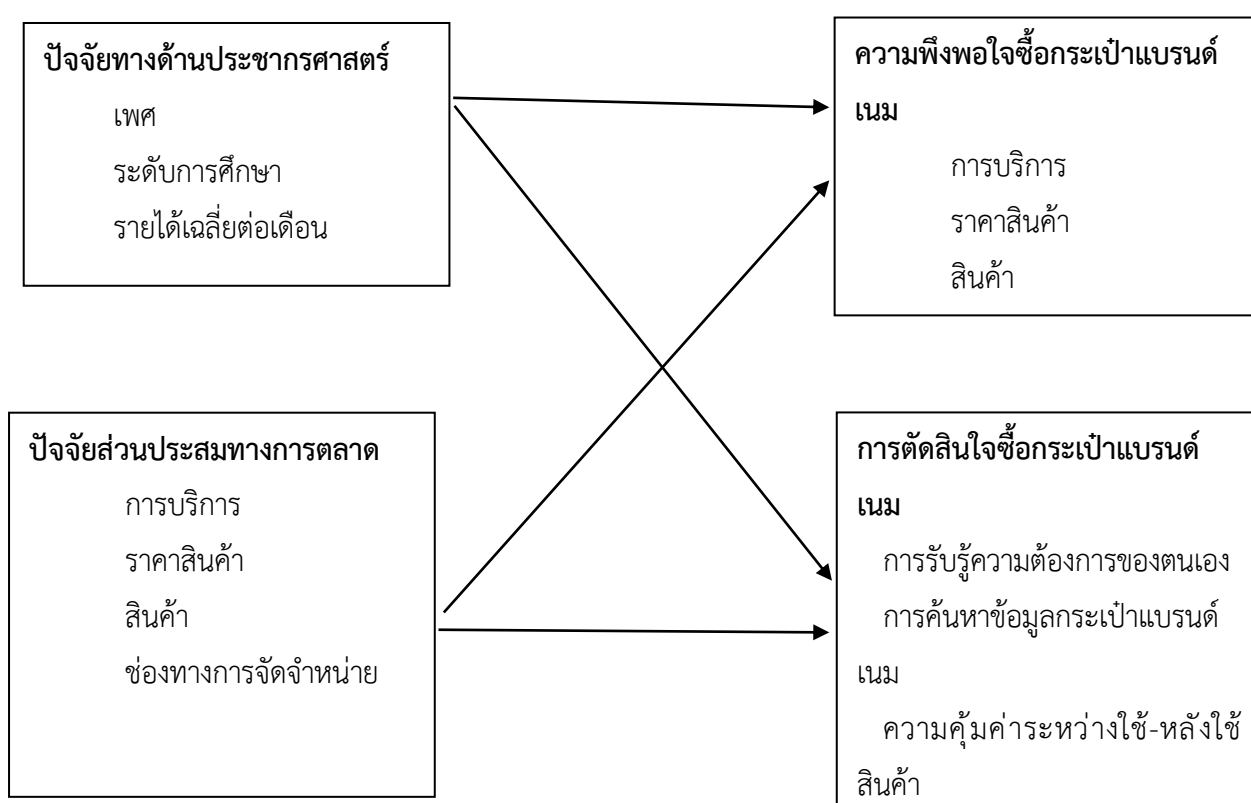 ปัจจัยทางด้านประชากรศาสตร์
เพศ
ระดับการศึกษา
รายได้เฉลี่ยต่อเดือน
ความพึงพอใจซื้อกระเป๋าแบรนด์
เนม
การบริการ
ราคาสินค้า
สินค้า
ปัจจัยส่วนประสมทางการตลาด
การบริการ
ราคาสินค้า
สินค้า
ช่องทางการจัดจำหน่าย
การตัดสินใจซื้อกระเป๋าแบรนด์
เนม
การรับรู้ความต้องการของตนเอง
การค้นหาข้อมูลกระเป๋าแบรนด์
เนม
ความคุ้มค่าระหว่างใช้-หลังใช้
สินค้า